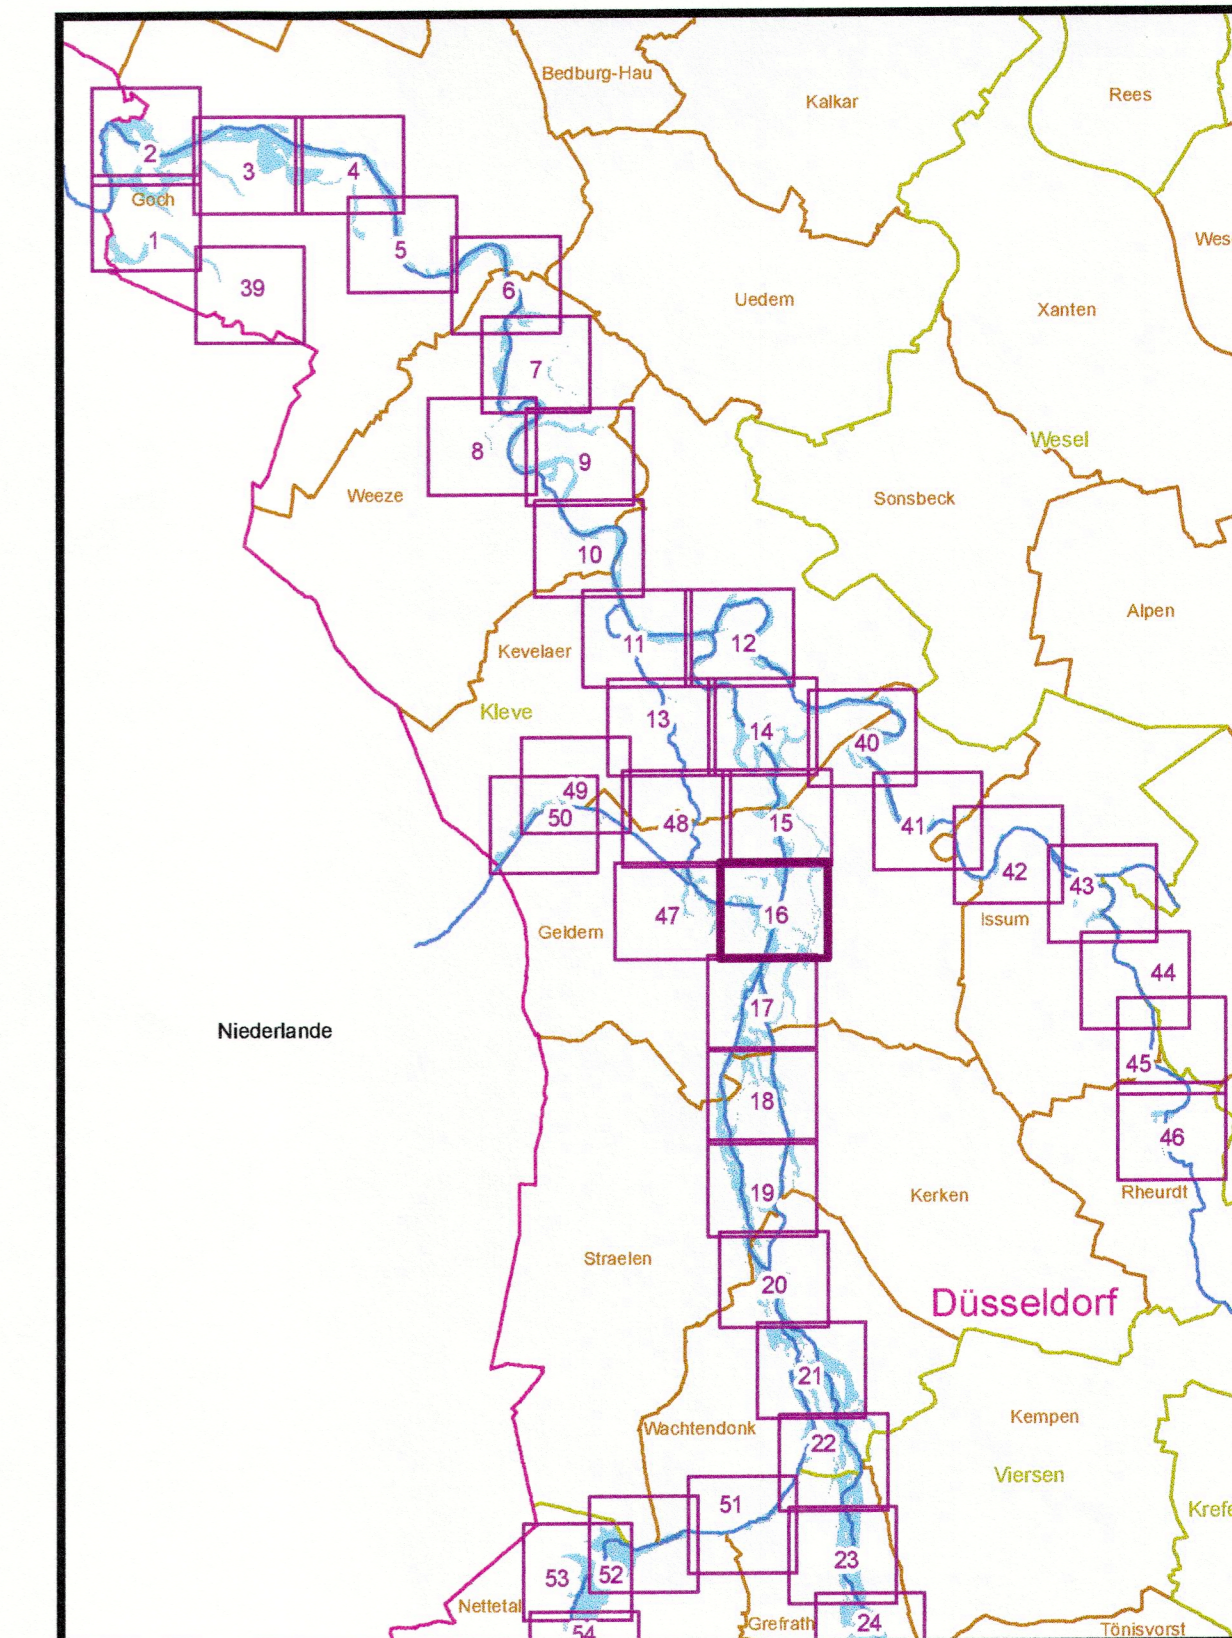 Bedburg-Hau
Kalkar
Rees
2
3
4
Goch
1
5
Wes
39
6
Uedem
Xanten
7
Wesel
8
9
Weeze
Sonsbeck
10
Alpen
11
12
Kevelaer
Kleve
13
14
40
49
50
48
15
41
42
43
47
16
Issum
Geldern
44
17
Niederlande
45
18
46
19
Kerken
Rheurdt
Straelen
20
Düsseldorf
21
Kempen
Wachtendonk
22
Viersen
51
Krefe
23
53
52
Nettetal
24
Grefrath
Tönisvorst
54